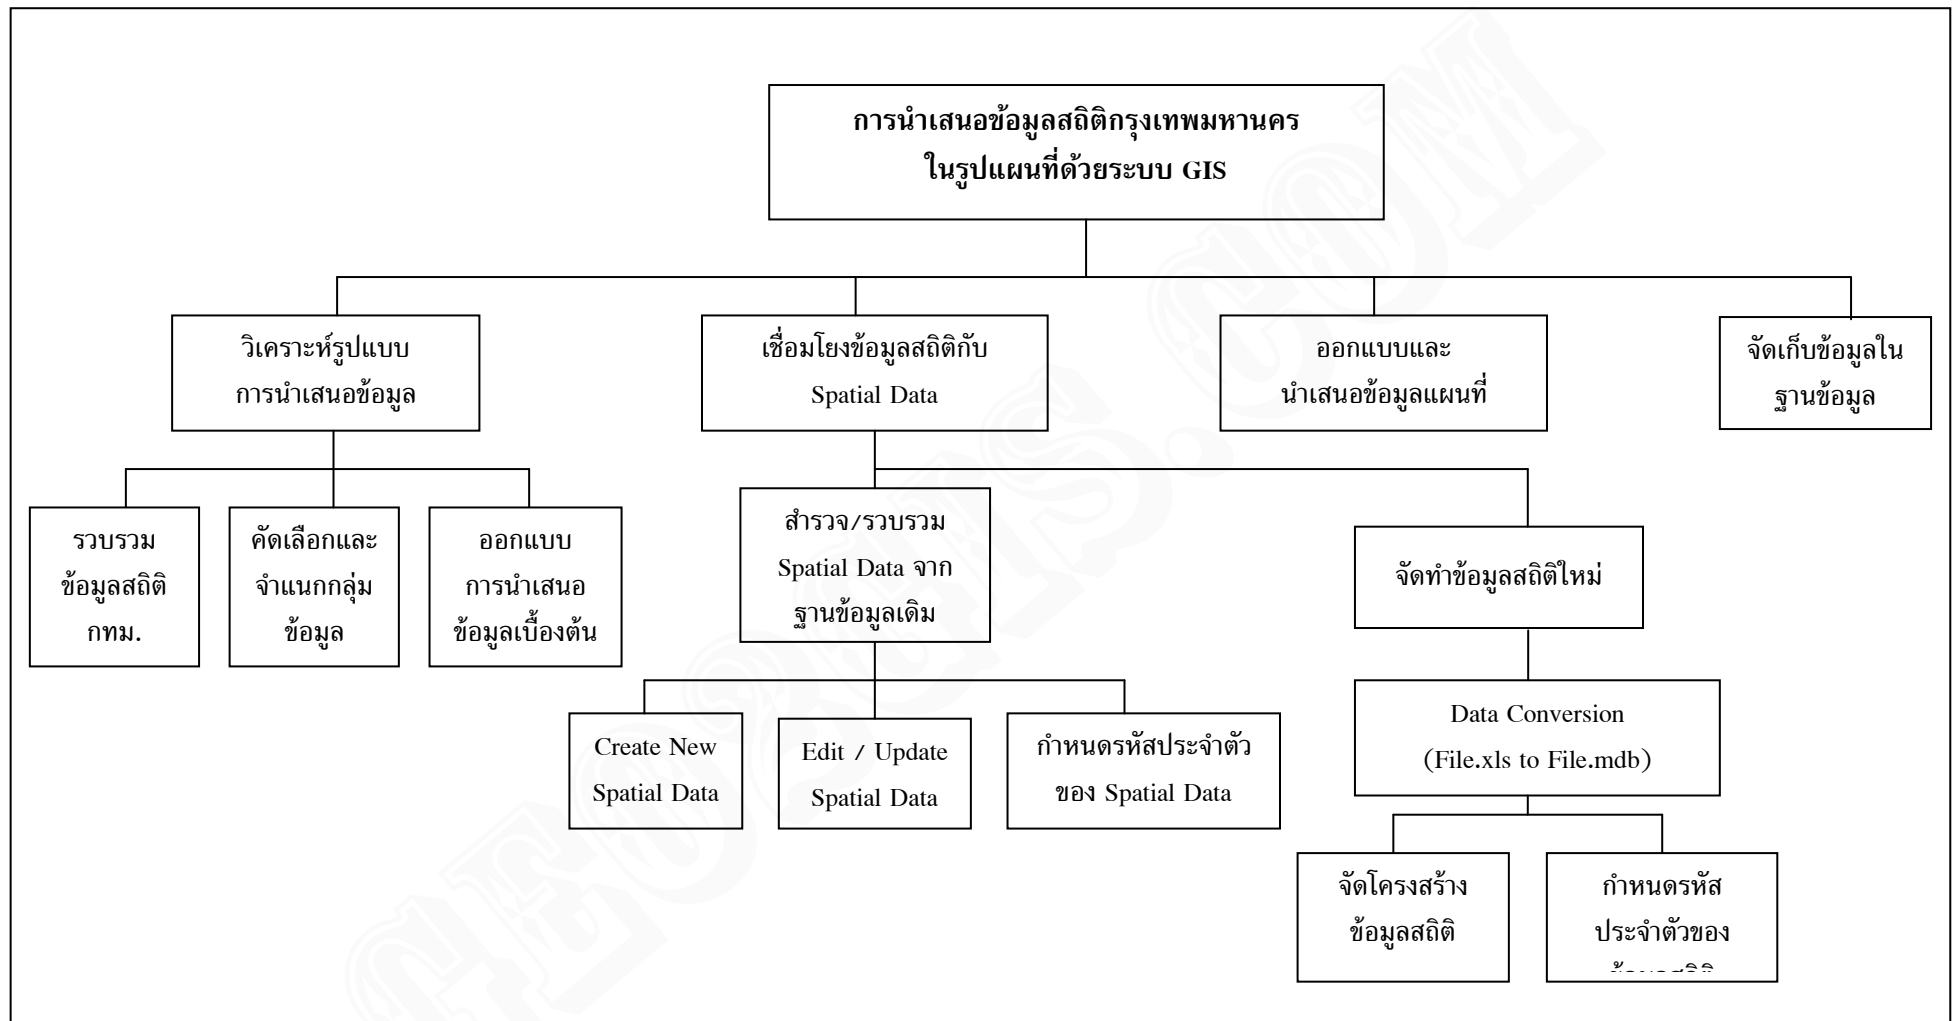 การนำเสนอข้อมูลสถิติกรุงเทพมหานคร
ในรูปแผนที่ด้วยระบบ GIS
วิเคราะห์รูปแบบ
การนำเสนอข้อมูล
เชื่อมโยงข้อมูลสถิติกับ
Spatial Data
ออกแบบและ
นำเสนอข้อมูลแผนที่
จัดเก็บข้อมูลใน
ฐานข้อมูล
รวบรวม
ข้อมูลสถิติ
กทม.
คัดเลือกและ
จำแนกกลุ่ม
ข้อมูล
ออกแบบ
การนำเสนอ
ข้อมูลเบื้องต้น
สำรวจ/รวบรวม
Spatial Data จาก
ฐานข้อมูลเดิม
จัดทำข้อมูลสถิติใหม่
Create New
Spatial Data
Edit / Update
Spatial Data
กำหนดรหัสประจำตัว
ของ Spatial Data
Data Conversion
(File.xls to File.mdb)
จัดโครงสร้าง
ข้อมูลสถิติ
กำหนดรหัส
ประจำตัวของ
GEO2GIS.COM